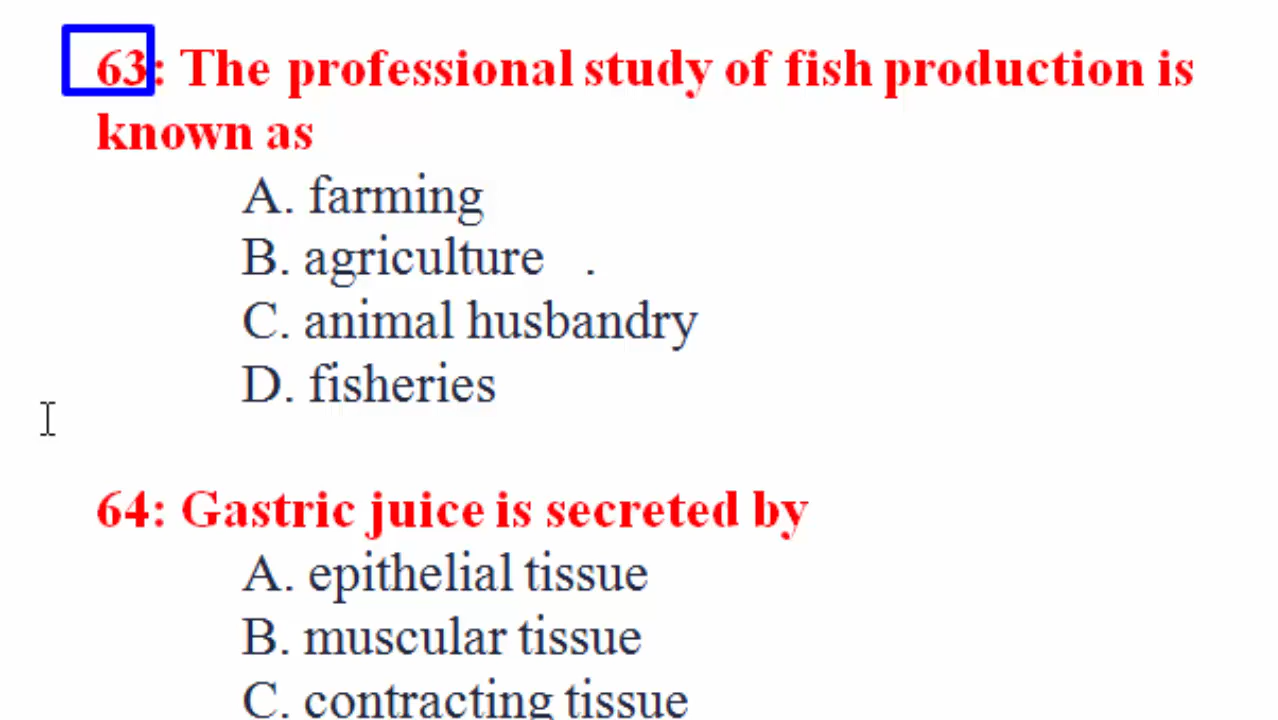 63: The professional study of fish production is
known as
A. farming
B. agriculture .
C. animal husbandry
D. fisheries
64: Gastric juice is secreted by
A. epithelial tissue
B. muscular tissue
C. contracting tissue